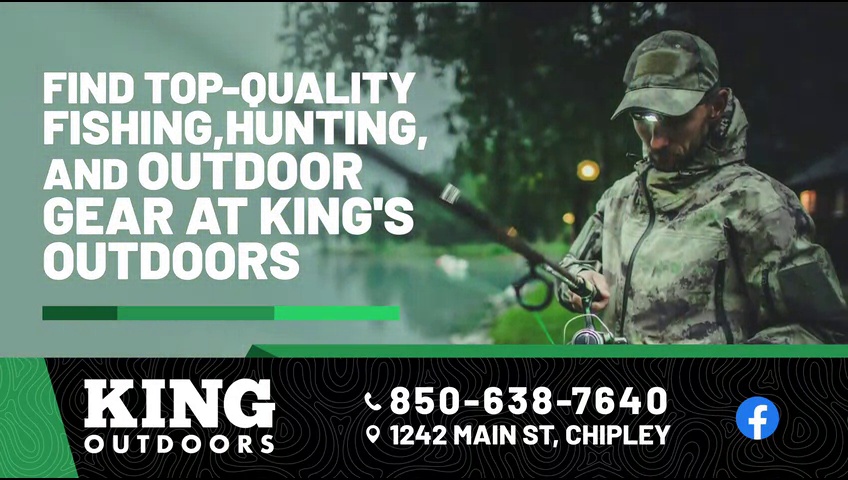 FIND TOP-QUALITY
FISHING,HUNTING,
AND OUTDOOR
GEAR AT KING'S
OUTDOORS
KING
OUTDOORS
850-638-7640
1242 MAIN ST, CHIPLEY